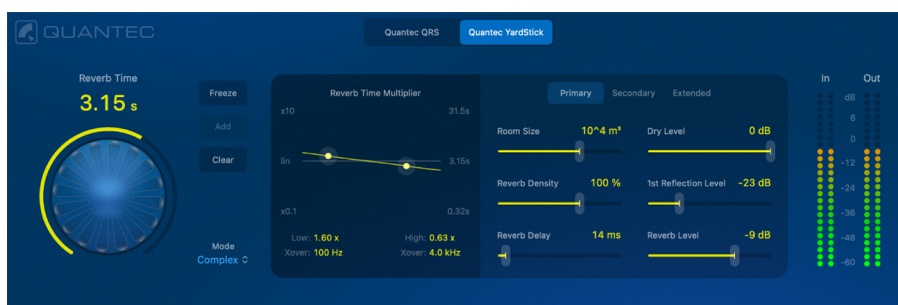 QUANTEC
Quantec QRS
Quantec YardStick
Reverb Time
3.15 s
Freeze
Add
Clear
Mode
Complex
Reverb Time Multiplier
x10
31.5s
lin
3.15s
x0.1
0.32s
Low: 1.60 x
High: 0.63 x
Xover: 100 Hz
Xover: 4.0 kHz
Primary
Secondary
Extended
Room Size
10^4 m³
Dry Level
0 dB
Reverb Density
100 %
1st Reflection Level
-23 dB
Reverb Delay
14 ms
Reverb Level
-9 dB
In
Out
dB
6
0
-12
-24
-36
-48
-60